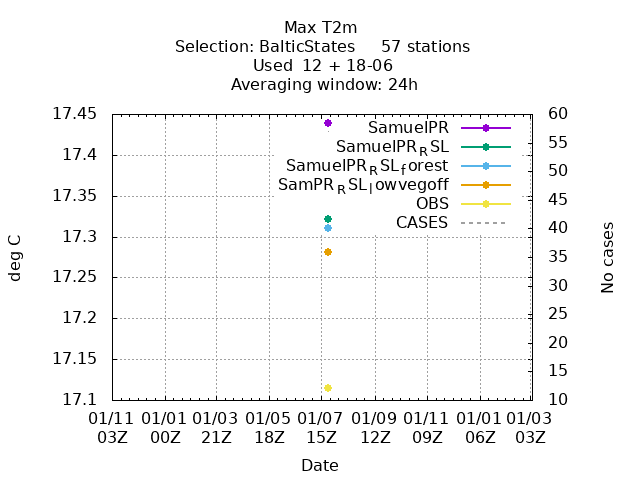 Max T2m
Selection: BalticStates 57 stations
Used 12 + 18-06
Averaging window: 24h
17.45
17.4
17.35
17.3
17.25
17.2
17.15
17.1
deg C
60
55
50
45
40
35
30
25
20
15
10
No cases
SamuelPR
SamuelPR_RSL
SamuelPR_RSL_forest
SamPR_RSL_lowvegoff
OBS
CASES
01/11 01/01 01/03 01/05 01/07 01/09 01/11 01/01 01/03
03Z 00Z 21Z 18Z 15Z 12Z 09Z 06Z 03Z
Date